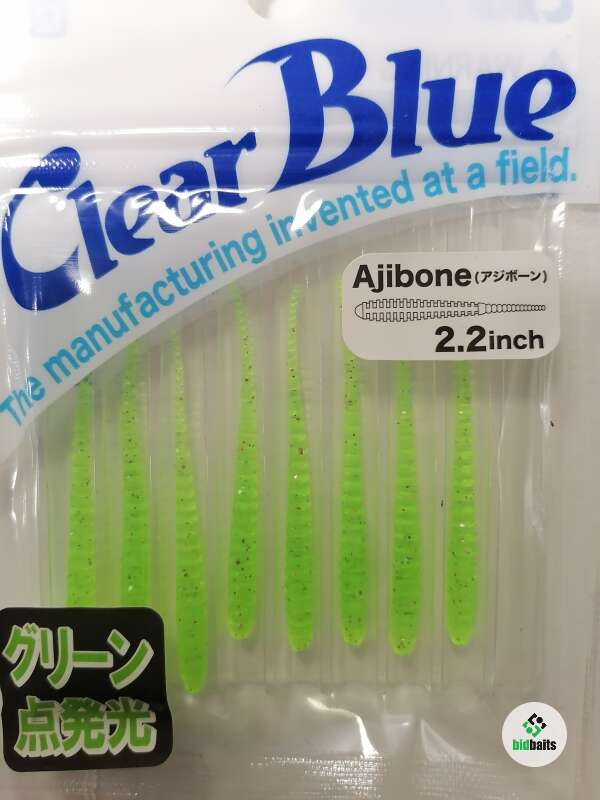 WARNING
Clear Blue
The manufacturing invented at a field.
Ajibone (アジボーン)
2.2inch
グリーン
点発光
bidbaits